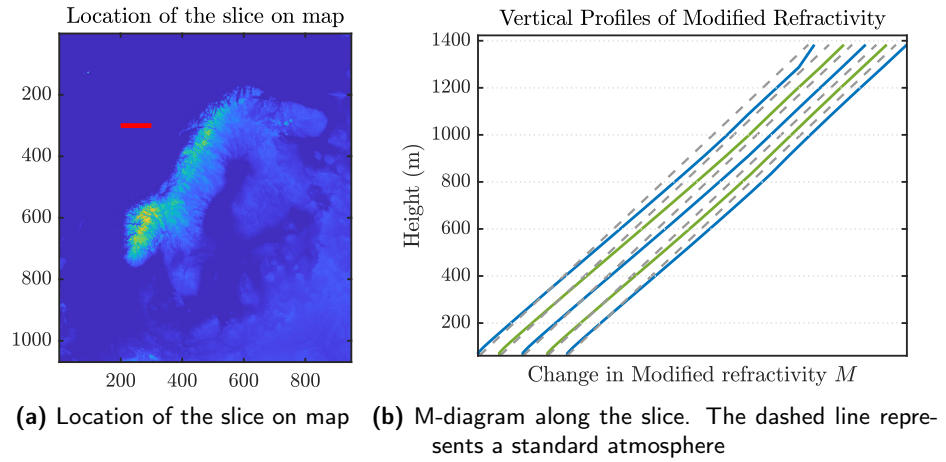 Location of the slice on map
200
400
600
800
1000
200 400 600 800
(a) Location of the slice on map
Vertical Profiles of Modified Refractivity
Height (m)
1400
1200
1000
800
600
400
200
Change in Modified refractivity M
(b) M-diagram along the slice. The dashed line repre-
sents a standard atmosphere